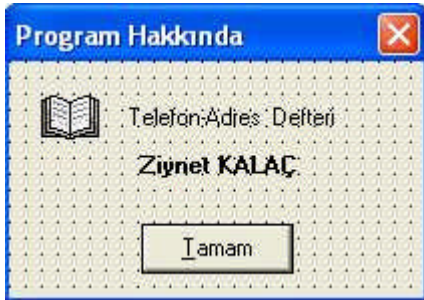 Program Hakkında
Telefon-Adres Defteri
Ziynet KALAÇ
Tamam